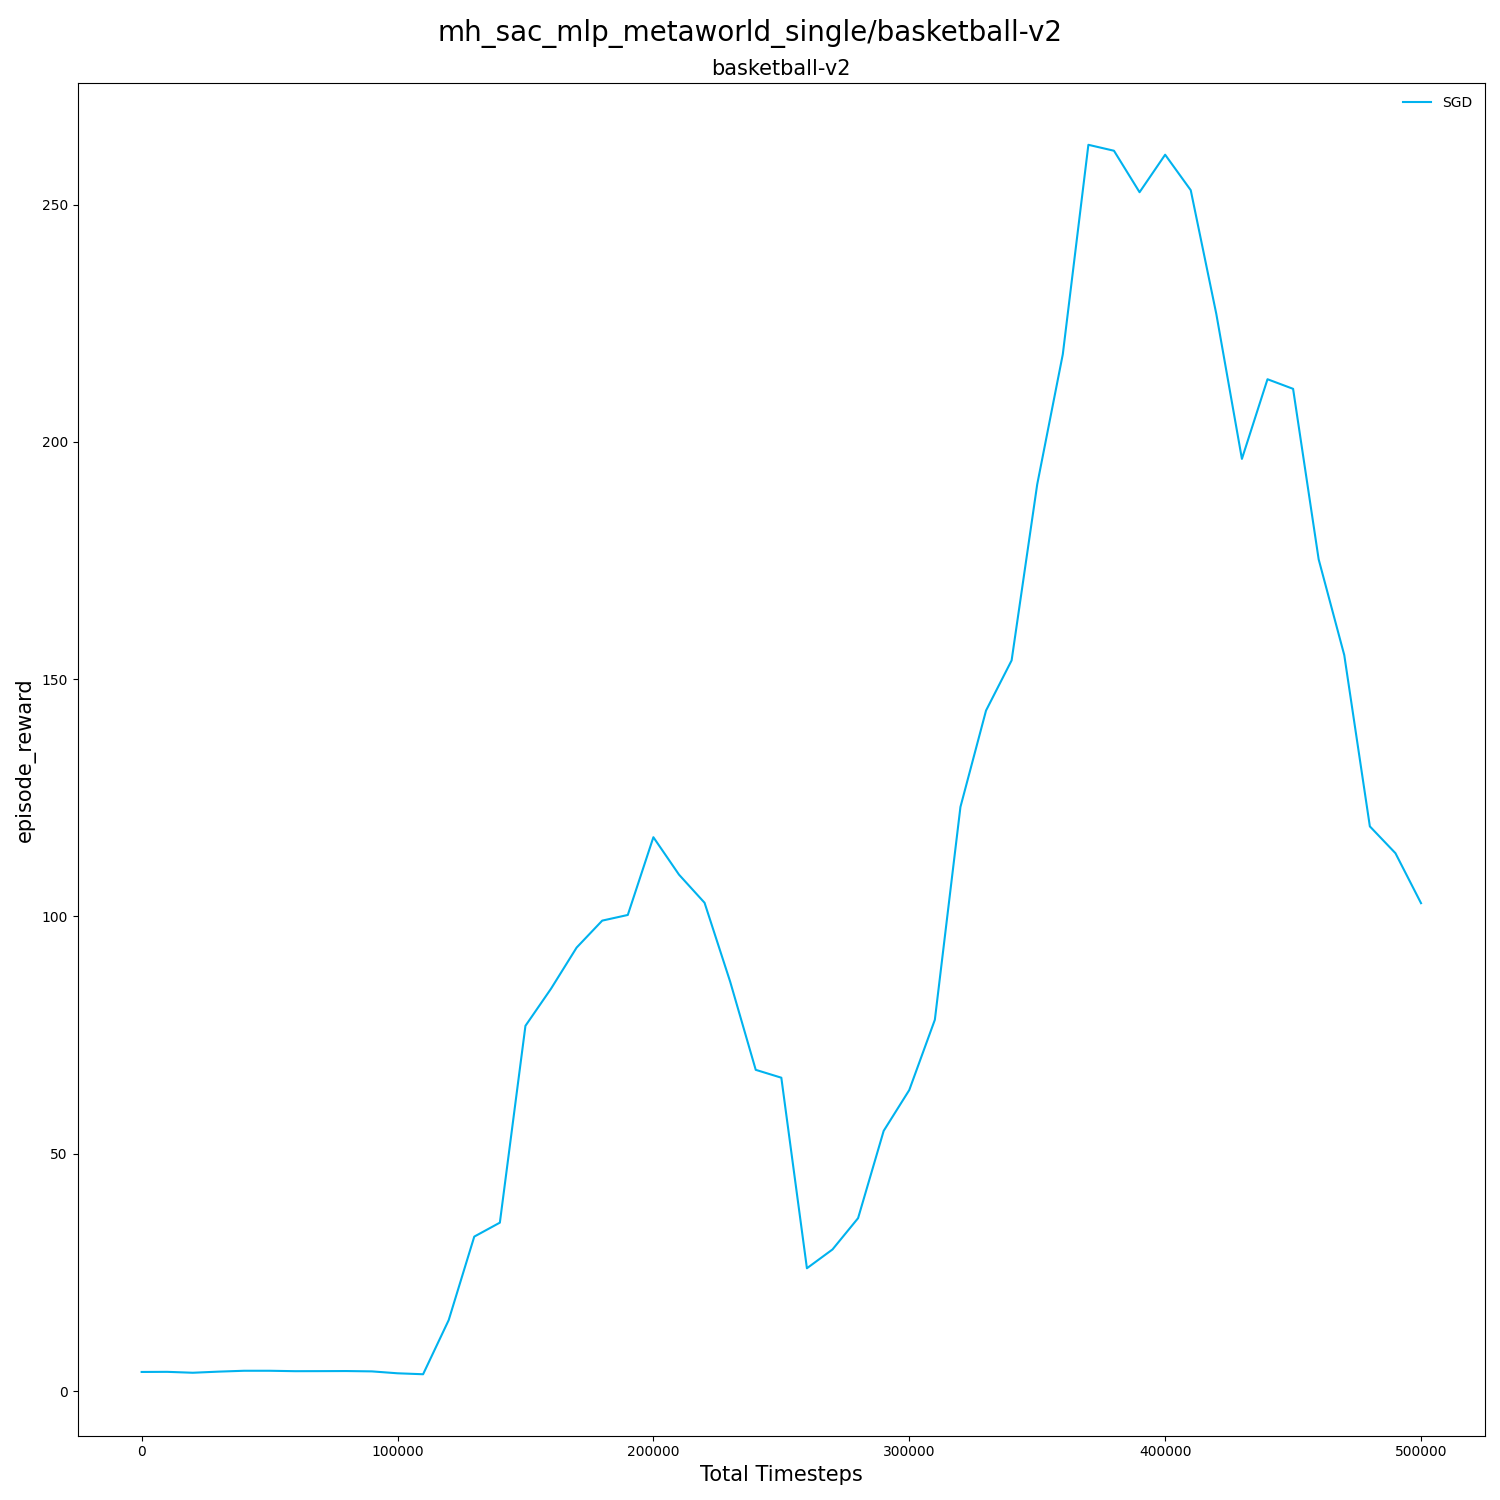 mh_sac_mlp_metaworld_single/basketball-v2
basketball-v2
SGD
episode_reward
250
200
150
100
50
0
0 100000 200000 300000 400000 500000
Total Timesteps